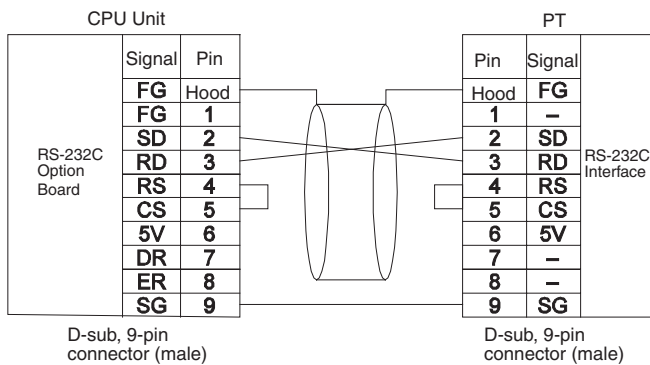 CPU Unit
Signal Pin
FG Hood
FG 1
SD 2
RD 3
RS 4
CS 5
5V 6
DR 7
ER 8
SG 9
RS-232C
Option
Board
D-sub, 9-pin
connector (male)
PT
Pin Signal
Hood FG
1 –
2 SD
3 RD
4 RS
5 CS
6 5V
7 –
8 –
9 SG
RS-232C
Interface
D-sub, 9-pin
connector (male)